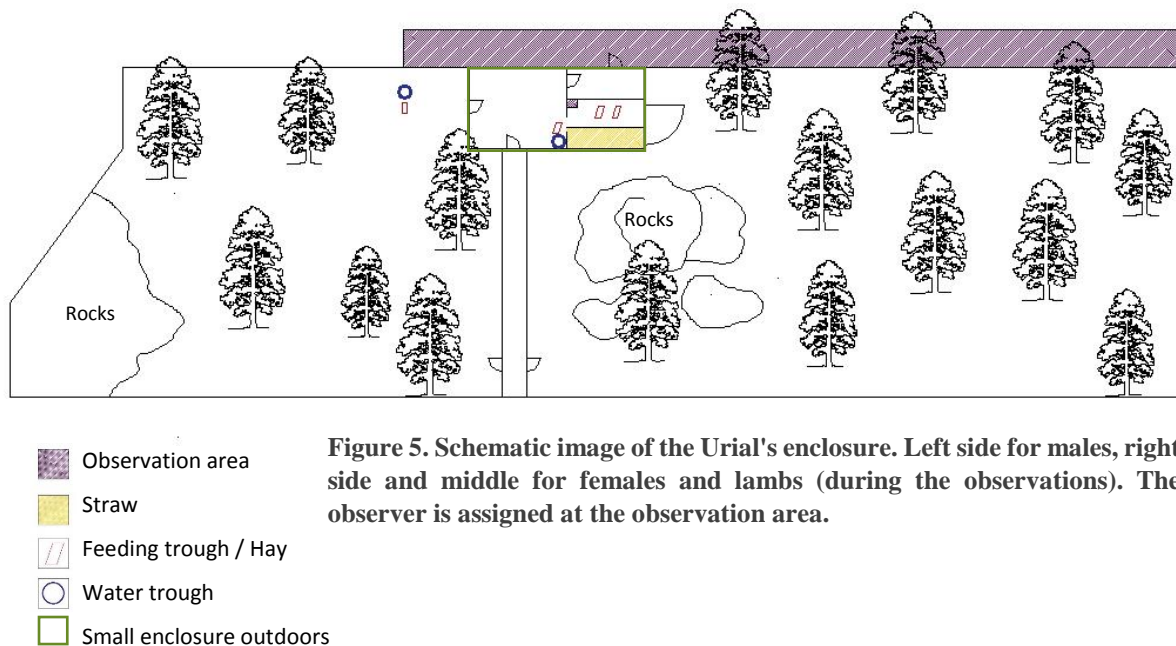 Rocks
Rocks
Observation area
Straw
Feeding trough / Hay
Water trough
Small enclosure outdoors
Figure 5. Schematic image of the Urial's enclosure. Left side for males, right
side and middle for females and lambs (during the observations). The
observer is assigned at the observation area.